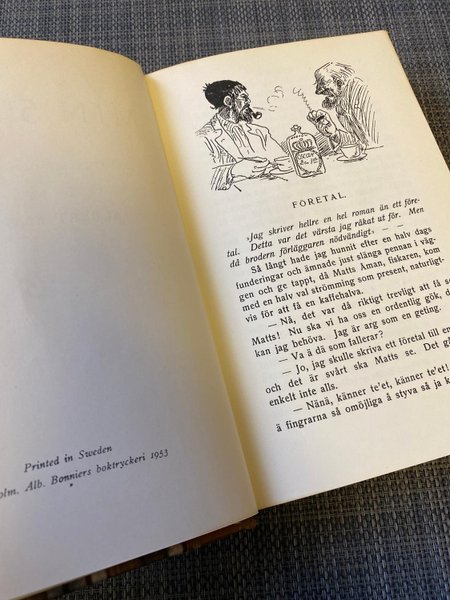 Printed in Sweden
olm. Alb. Bonniers boktryckeri 1953
FÖRETAL.
»Jag skriver hellre en hel roman än ett före-
tal. Detta var det värsta jag råkat ut för. Men
då brodern förläggaren nödvändigt» — —
Så långt hade jag hunnit efter en halv dags
funderingar och ämnade just slänga pennan i väg-
gen och ge tappt, då Matts Åman, fiskaren, kom
med en halv val strömming som present, naturligt-
vis för att få en kaffehalva.
— Nå, det var då riktigt trevligt att få se
Matts! Nu ska vi ha oss en ordentlig gök, d
kan jag behöva. Jag är arg som en geting.
— Va ä dä som fallerar?
— Jo, jag skulle skriva ett företal till en
och det är svårt ska Matts se. Det gå
enkelt inte alls.
— Nänä, känner te'et, känner te'et!
ä fingrarna så omöjliga å styva så ja k